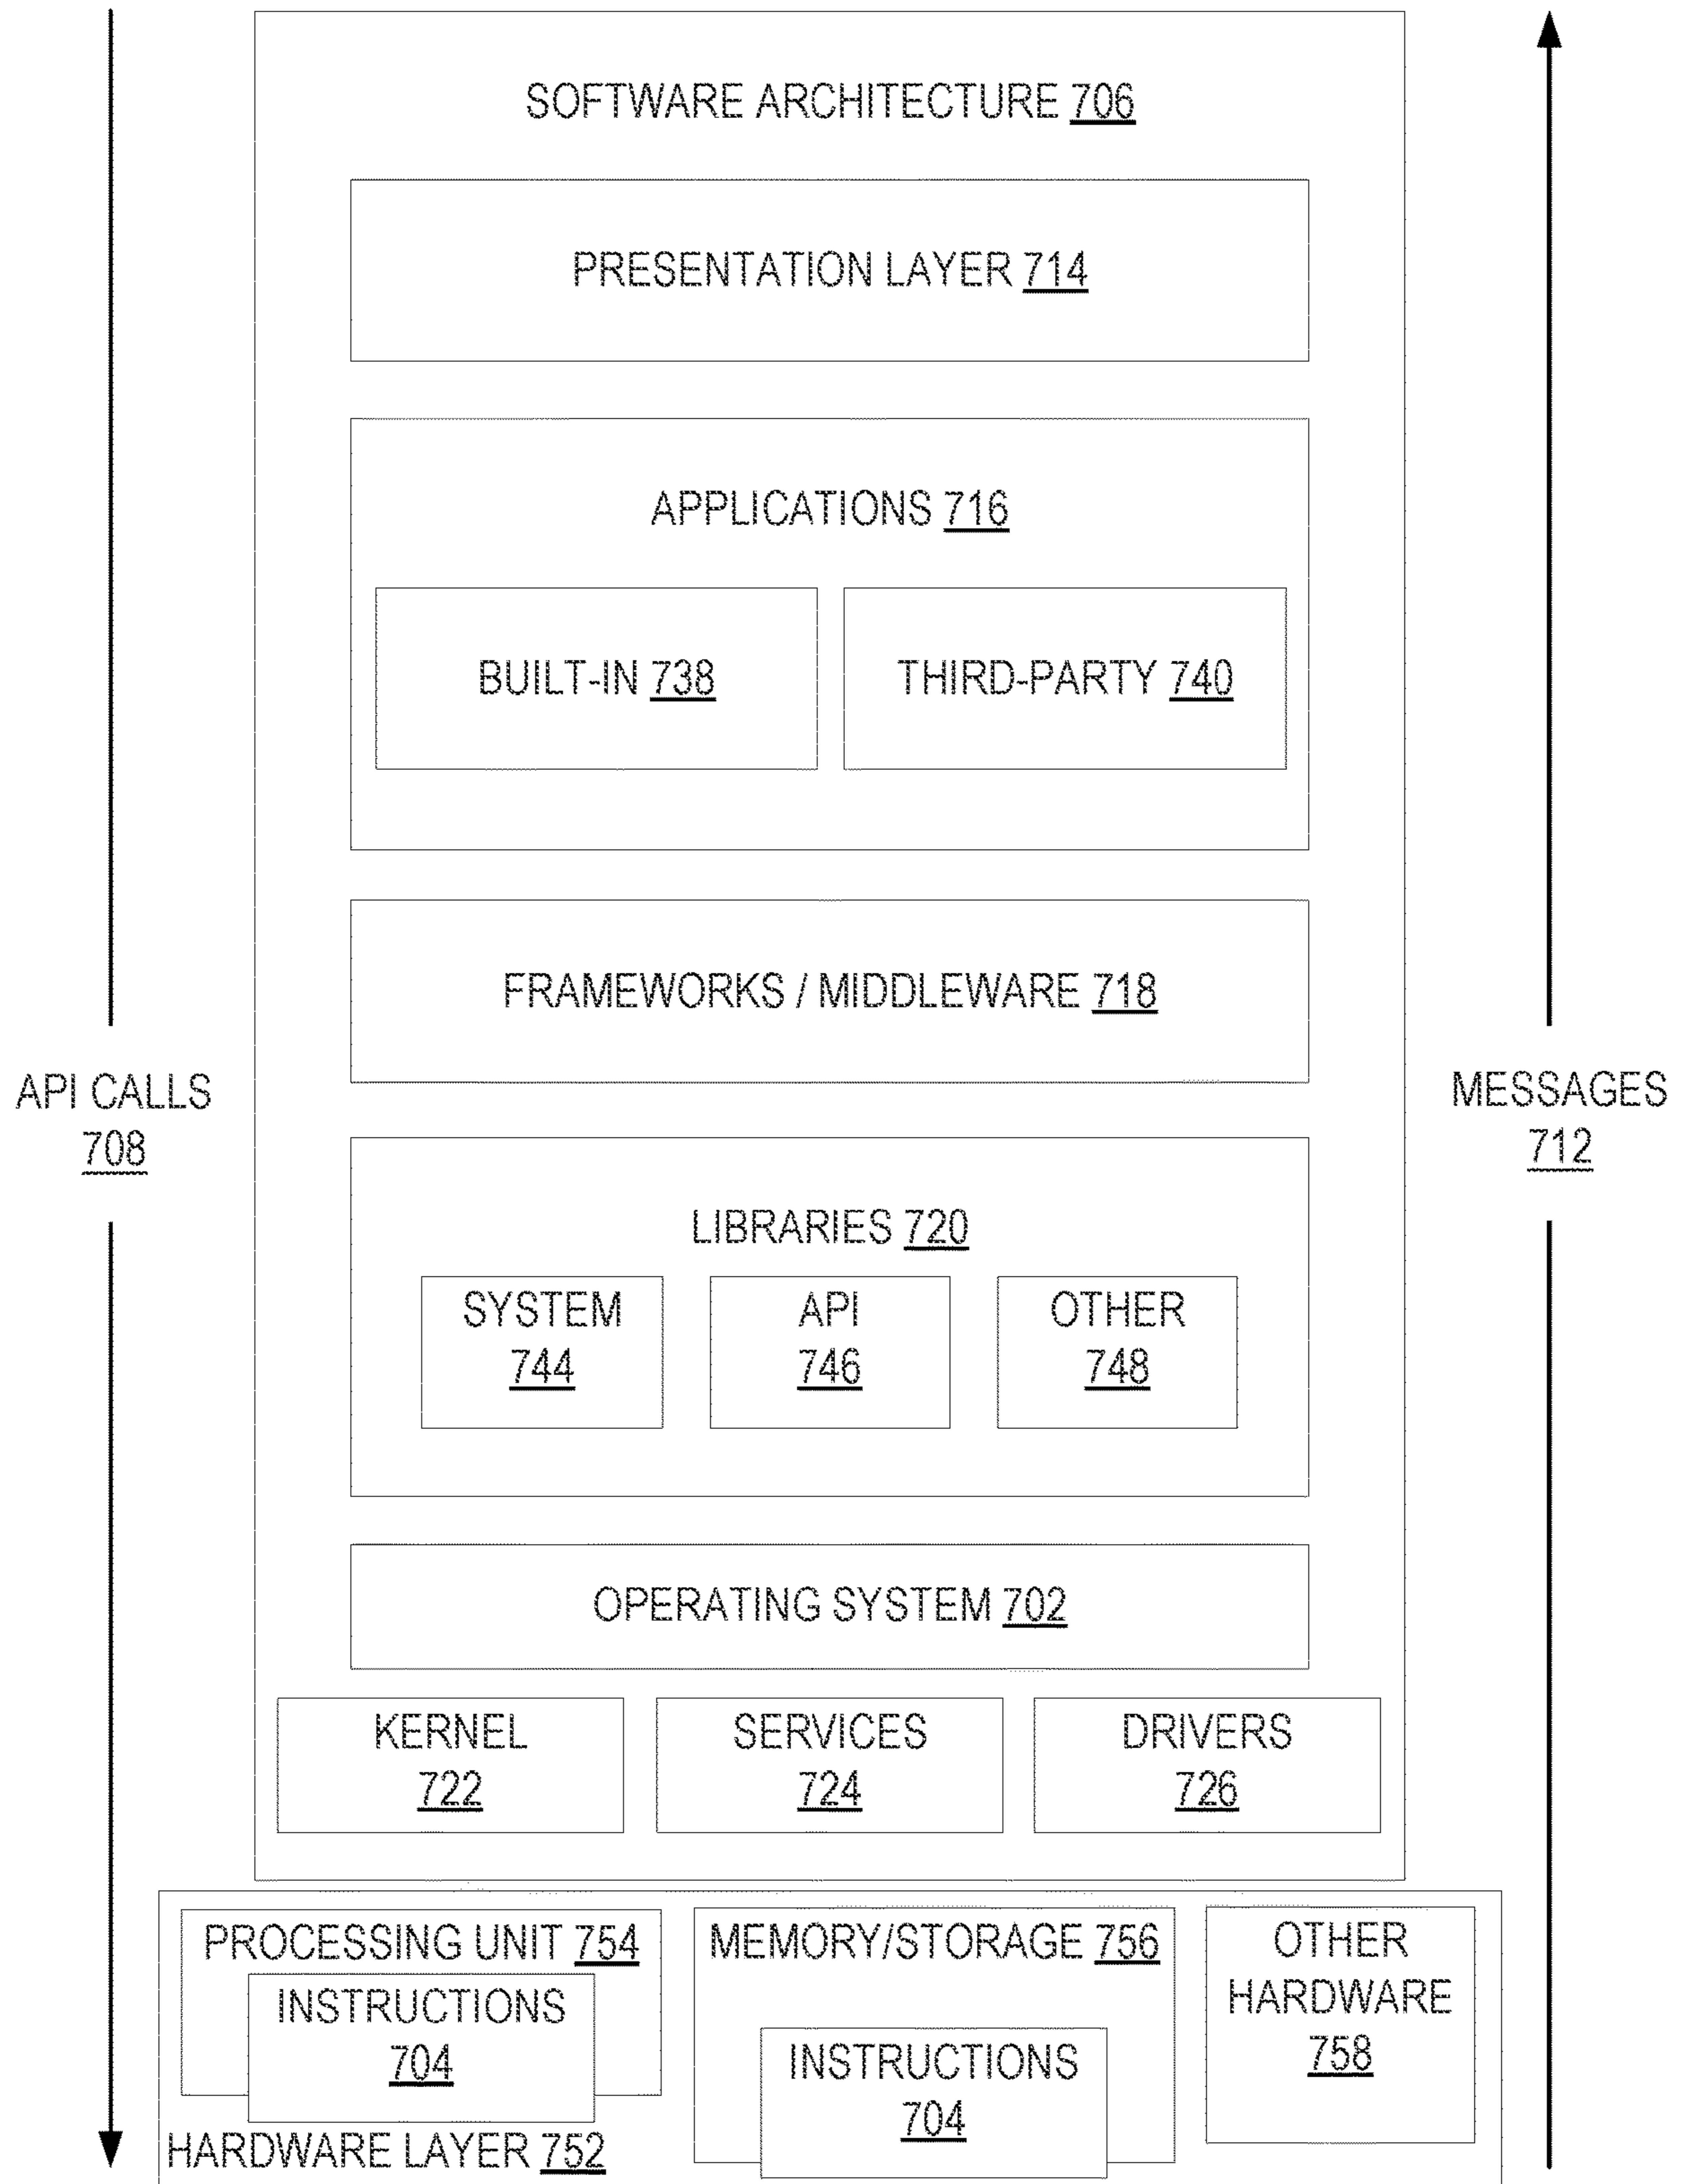 SOFTWARE ARCHITECTURE 706
PRESENTATION LAYER 714
APPLICATIONS 716
BUILT-IN 738
THIRD-PARTY 740
FRAMEWORKS / MIDDLEWARE 718
API CALLS
708
MESSAGES
712
LIBRARIES 720
SYSTEM
744
API
746
OTHER
748
OPERATING SYSTEM 702
KERNEL
722
SERVICES
724
DRIVERS
726
PROCESSING UNIT 754
INSTRUCTIONS
704
MEMORY/STORAGE 756
INSTRUCTIONS
704
OTHER
HARDWARE
758
HARDWARE LAYER 752